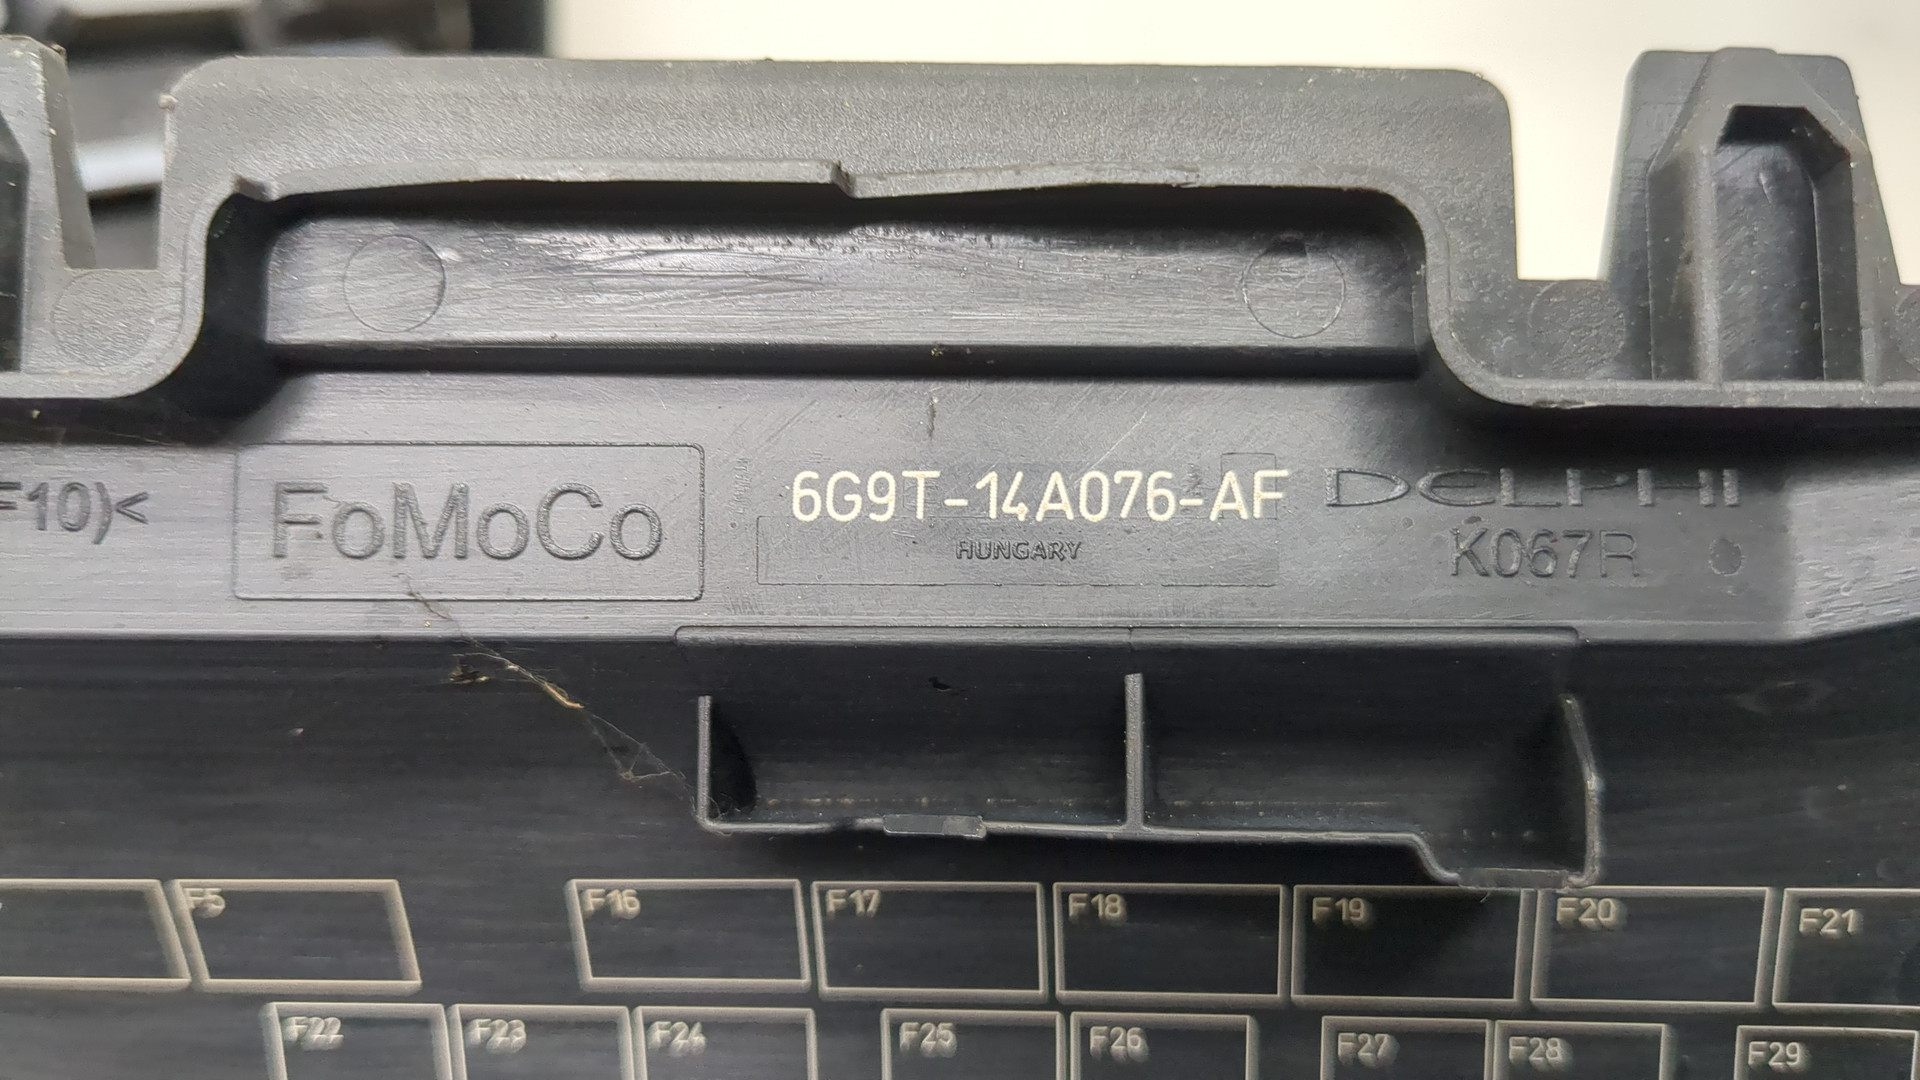 F10)<
FoMoCo
6G9T-14A076-AF
HUNGARY
DELPHI
K067R
F5
F16
F17
F18
F19
F20
F21
F22
F23
F24
F25
F26
F27
F28
F29